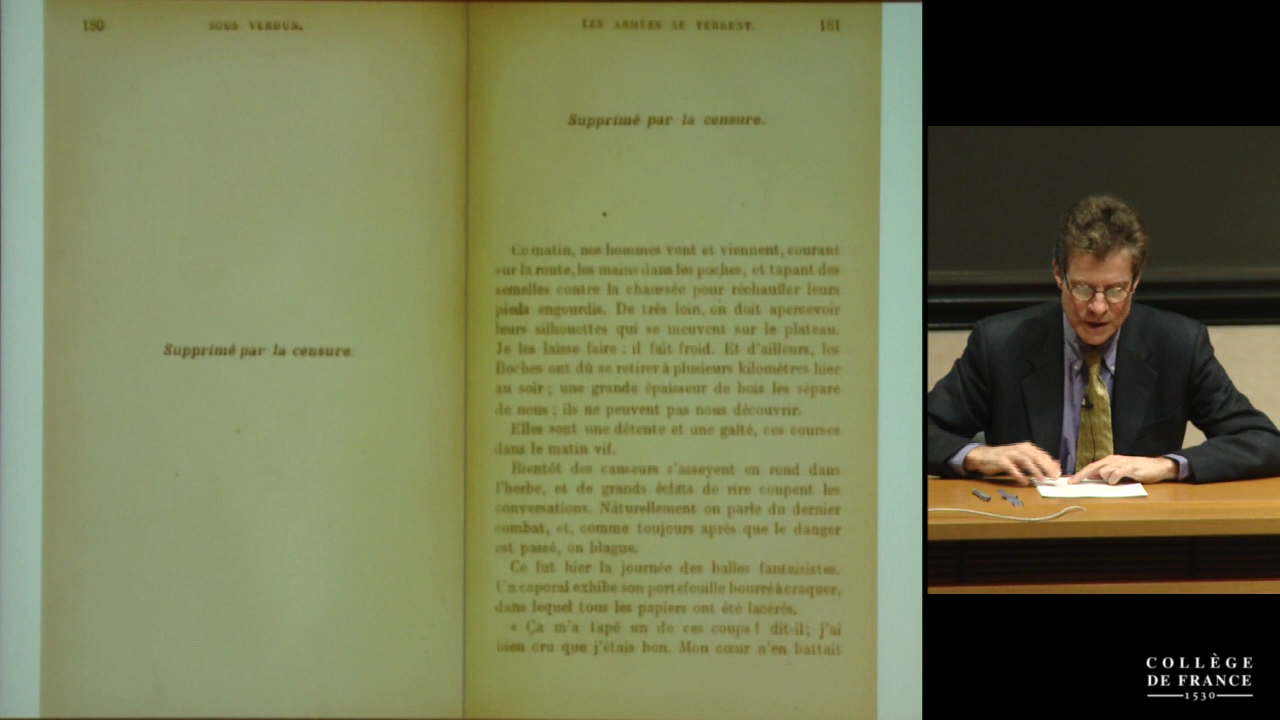 180
SOUS VERDUN.
Supprimé par la censure.
LES ARMÉES SE TERRENT.
181
Supprimé par la censure.
Ce matin, nos hommes vont et viennent, courant
sur la route, les mains dans les poches, et tapant des
semelles contre la chaussée pour réchauffer leurs
pieds engourdis. De très loin, on doit apercevoir
leurs silhouettes qui se meuvent sur le plateau.
Je les laisse faire ; il fait froid. Et d'ailleurs, les
Boches ont dû se retirer à plusieurs kilomètres hier
au soir ; une grande épaisseur de bois les sépare
de nous ; ils ne peuvent pas nous découvrir.
Elles sont une détente et une gaîté, ces courses
dans le matin vif.
Bientôt des causeurs s'asseyent en rond dans
l'herbe, et de grands éclats de rire coupent les
conversations. Naturellement on parle du dernier
combat, et, comme toujours après que le danger
est passé, on blague.
Ce fut hier la journée des balles fantaisistes.
Un caporal exhibe son portefeuille bourré à craquer,
dans lequel tous les papiers ont été lacérés.
« Ça m'a tapé un de ces coups ! dit-il ; j'ai
bien cru que j'étais bon. Mon cœur n'en battait
COLLÈGE
DE FRANCE
1530